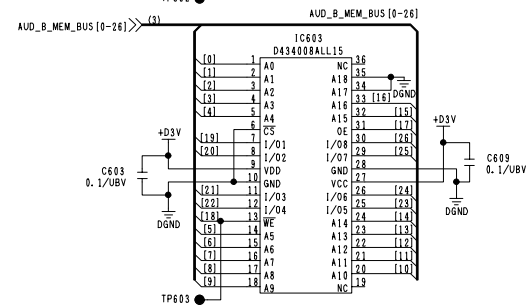 AUD_B_MEM_BUS[0-26] (3) AUD_B_MEM_BUS[0-26]
IC603
D434008ALL15
[0] 1 A0 NC 36
[1] 2 A1 A18 35
[2] 3 A2 A17 34 DGND
[3] 4 A3 A16 33 [16]
[4] 5 A4 A15 32 [15]
6 CS OE 31 [17]
+D3V [19] 7 I/O1 I/O8 30 [26] +D3V
[20] 8 I/O2 I/O7 29 [25]
9 VDD GND 28
C603 10 GND VCC 27 C609
0.1/UBV [21] 11 I/O3 I/O6 26 [24] 0.1/UBV
[22] 12 I/O4 I/O5 25 [23]
[18] 13 WE A14 24 [14]
DGND [5] 14 A5 A13 23 [13] DGND
[6] 15 A6 A12 22 [12]
[7] 16 A7 A11 21 [11]
[8] 17 A8 A10 20 [10]
[9] 18 A9 NC 19
TP603